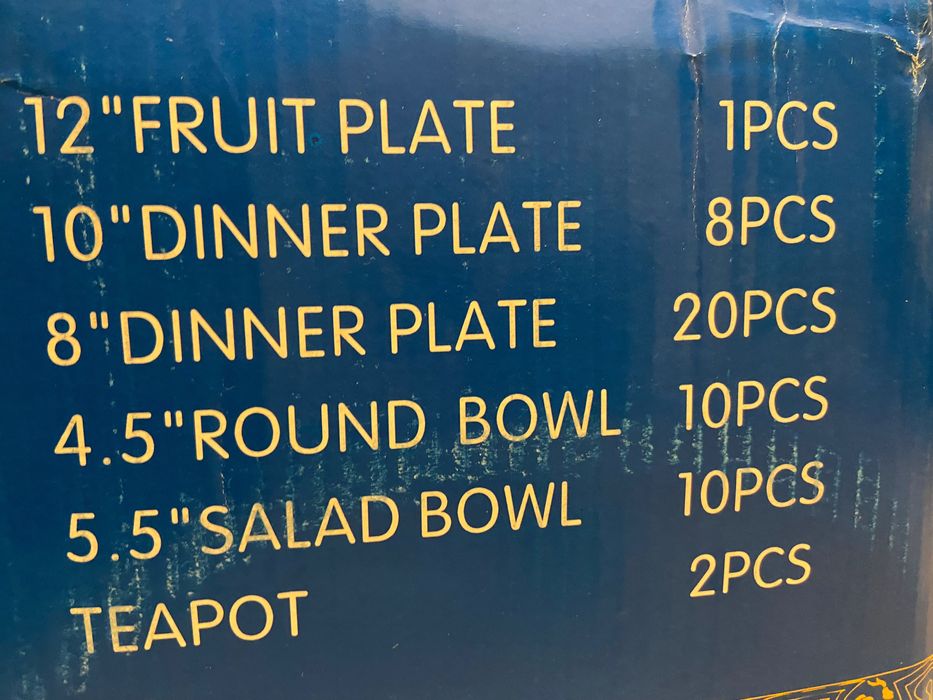 12"FRUIT PLATE 1PCS
10"DINNER PLATE 8PCS
8"DINNER PLATE 20PCS
4.5"ROUND BOWL 10PCS
5.5"SALAD BOWL 10PCS
TEAPOT 2PCS